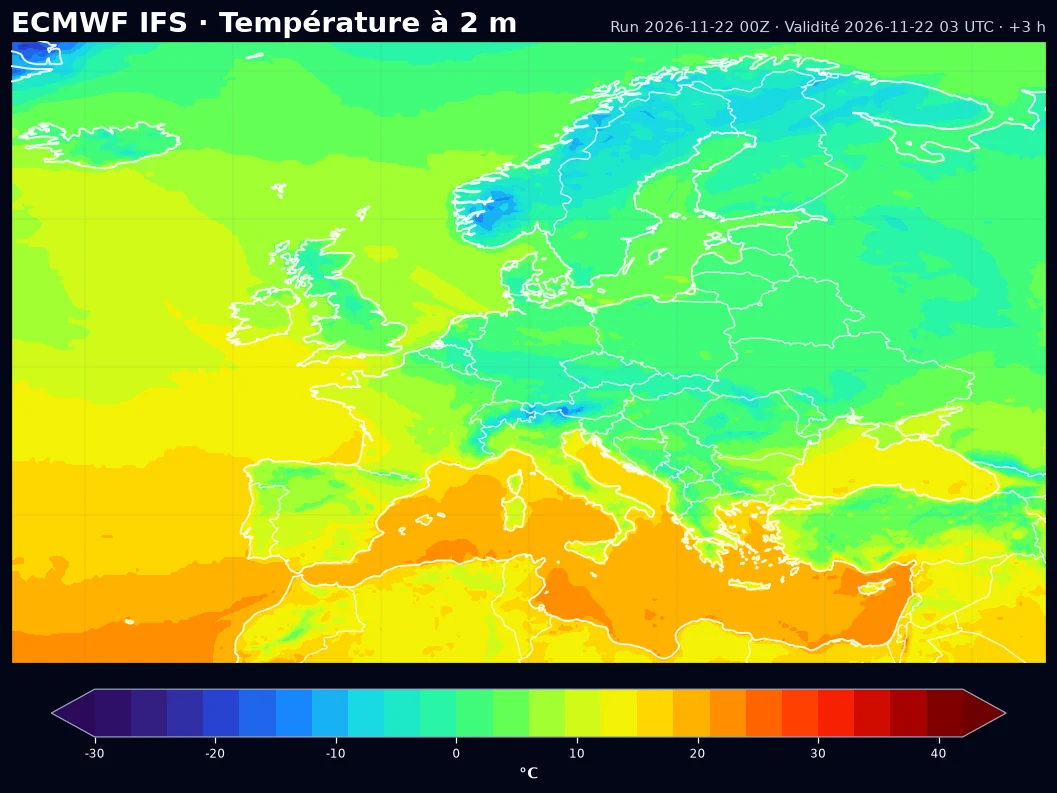 ECMWF IFS · Température à 2 m
Run 2026-11-22 00Z · Validité 2026-11-22 03 UTC · +3 h
-30 -20 -10 0 10 20 30 40
°C